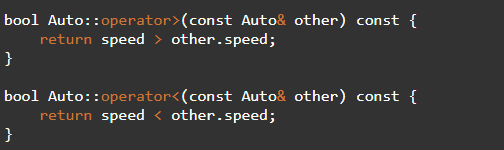 bool Auto::operator>(const Auto& other) const {
    return speed > other.speed;
}

bool Auto::operator<(const Auto& other) const {
    return speed < other.speed;
}